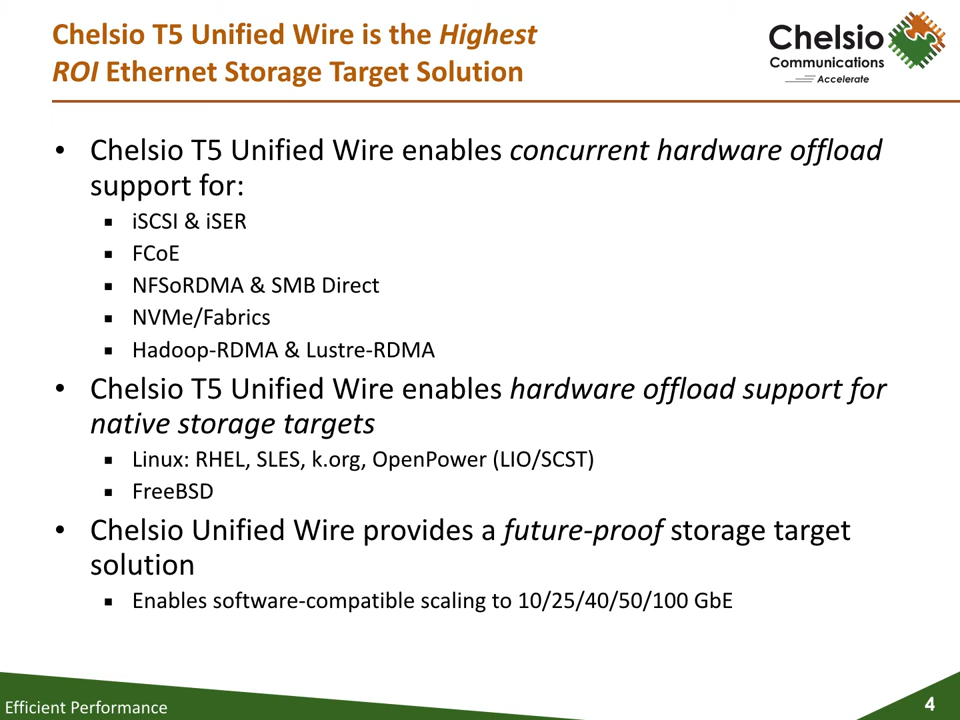 Chelsio T5 Unified Wire is the Highest
ROI Ethernet Storage Target Solution
Chelsio
Communications
Accelerate
• Chelsio T5 Unified Wire enables concurrent hardware offload
support for:
▪ iSCSI & iSER
▪ FCoE
▪ NFSoRDMA & SMB Direct
▪ NVMe/Fabrics
▪ Hadoop-RDMA & Lustre-RDMA
• Chelsio T5 Unified Wire enables hardware offload support for
native storage targets
▪ Linux: RHEL, SLES, k.org, OpenPower (LIO/SCST)
▪ FreeBSD
• Chelsio Unified Wire provides a future-proof storage target
solution
▪ Enables software-compatible scaling to 10/25/40/50/100 GbE
Efficient Performance
4